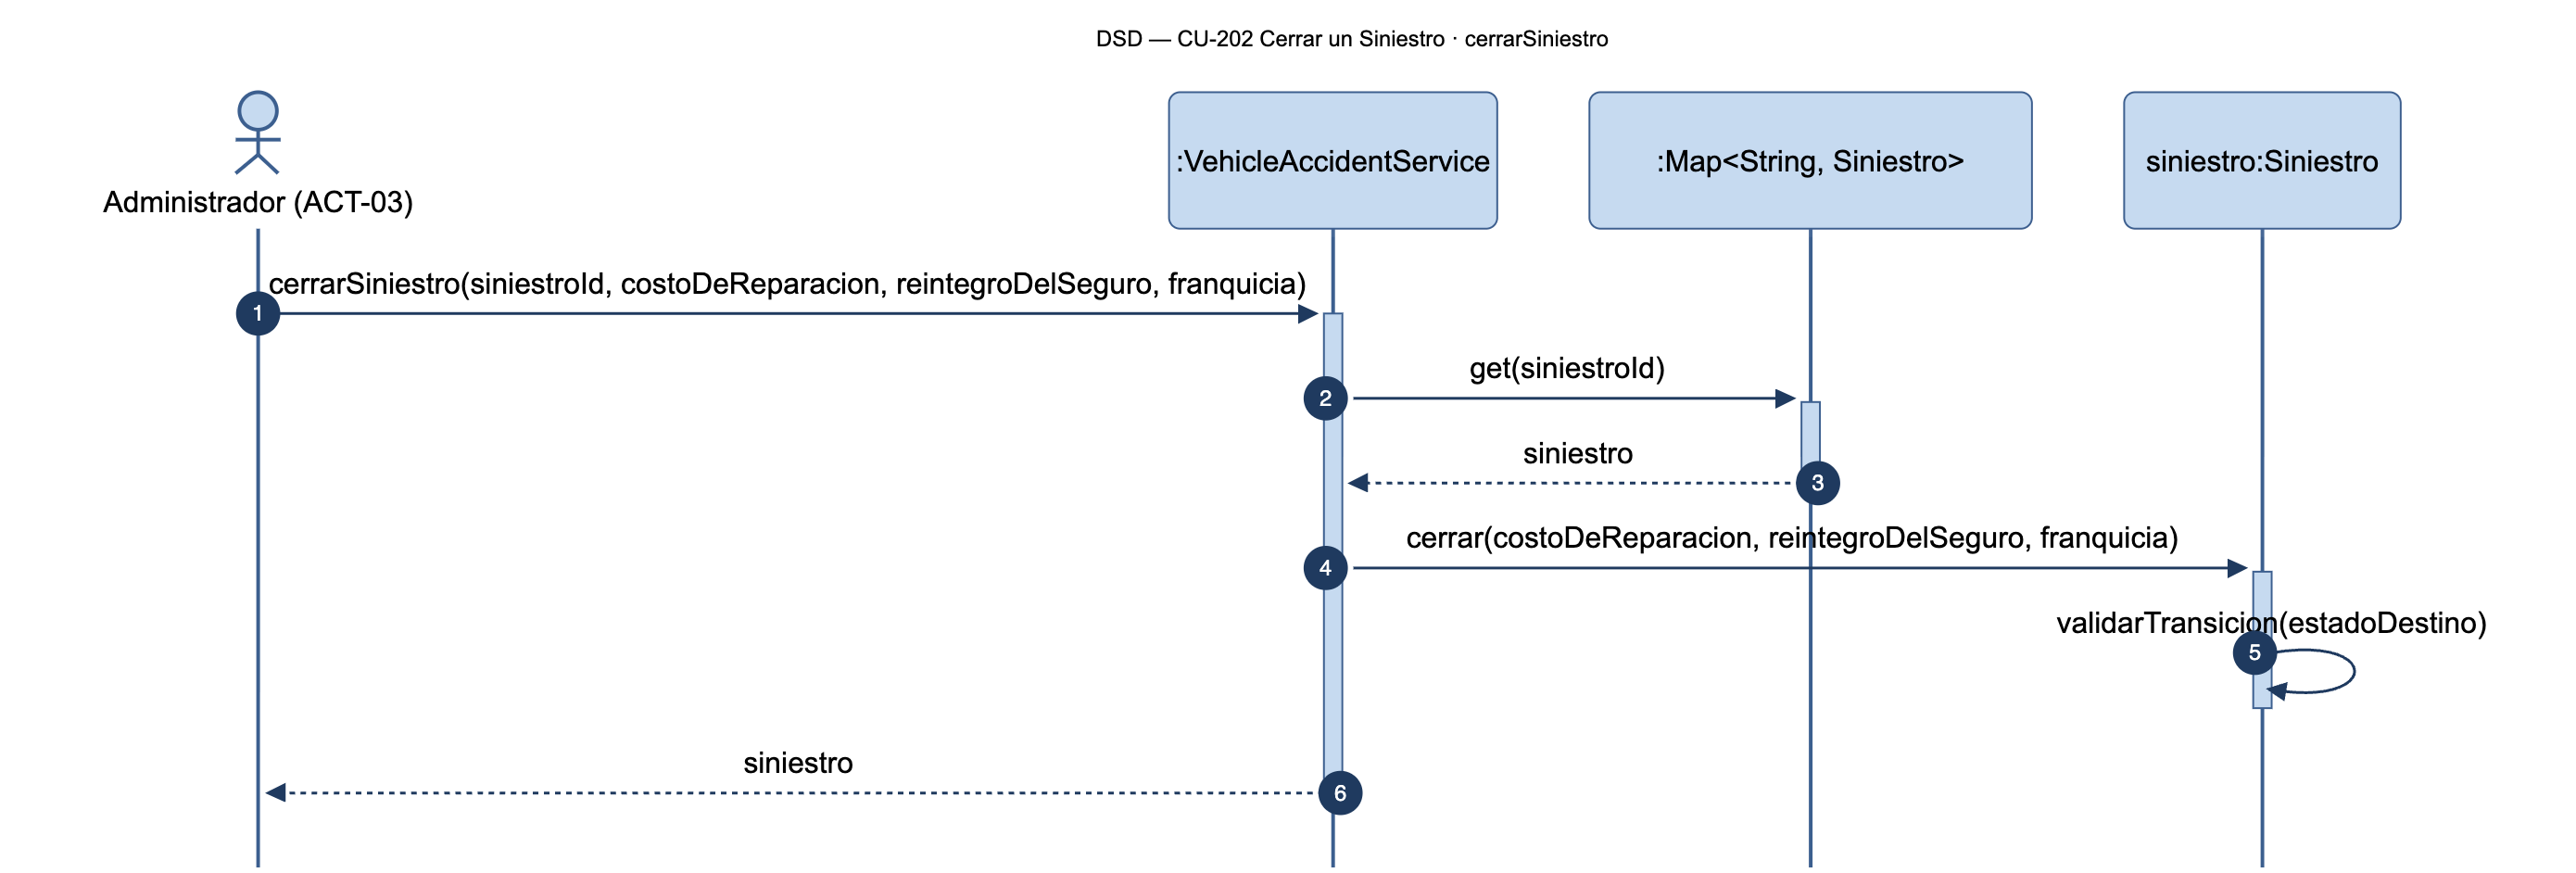 DSD — CU-202 Cerrar un Siniestro · cerrarSiniestro
:VehicleAccidentService
:Map<String, Siniestro>
siniestro:Siniestro
Administrador (ACT-03)
cerrarSiniestro(siniestroId, costoDeReparacion, reintegroDelSeguro, franquicia)
1
get(siniestroId)
2
siniestro
3
cerrar(costoDeReparacion, reintegroDelSeguro, franquicia)
4
validarTransicion(estadoDestino)
5
siniestro
6